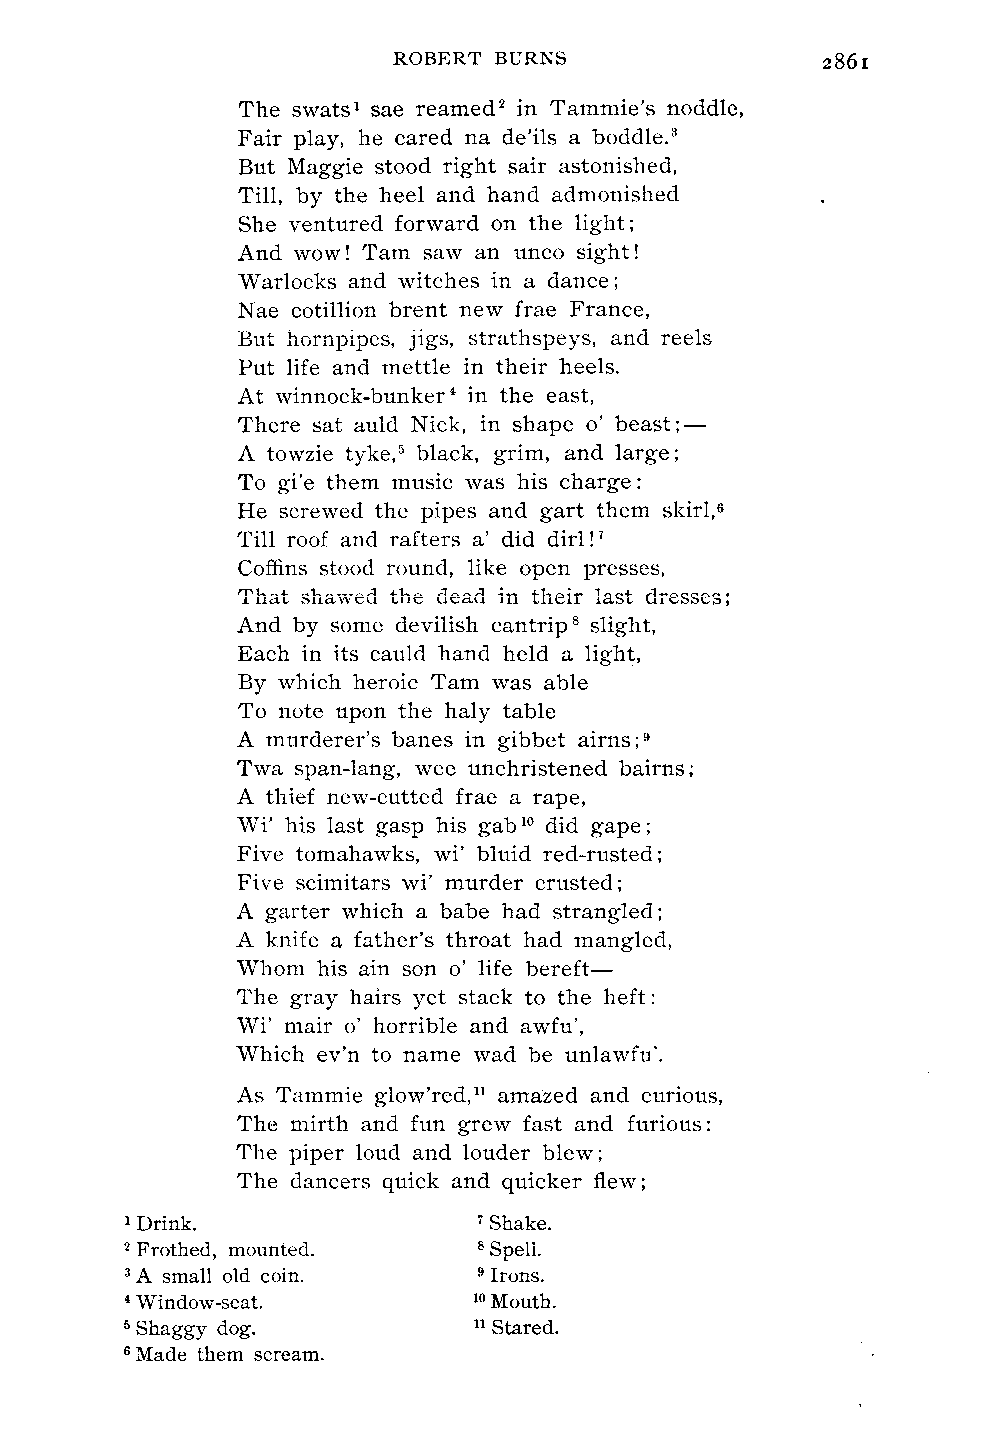 ROBERT BURNS 2861
The swats¹ sae reamed² in Tammie's noddle,
Fair play, he cared na de'ils a boddle.³
But Maggie stood right sair astonished,
Till, by the heel and hand admonished
She ventured forward on the light;
And wow! Tam saw an unco sight!
Warlocks and witches in a dance;
Nae cotillion brent new frae France,
But hornpipes, jigs, strathspeys, and reels
Put life and mettle in their heels.
At winnock-bunker⁴ in the east,
There sat auld Nick, in shape o' beast;—
A towzie tyke,⁵ black, grim, and large;
To gi'e them music was his charge:
He screwed the pipes and gart them skirl,⁶
Till roof and rafters a' did dirl!⁷
Coffins stood round, like open presses,
That shawed the dead in their last dresses;
And by some devilish cantrip⁸ slight,
Each in its cauld hand held a light,
By which heroic Tam was able
To note upon the haly table
A murderer's banes in gibbet airns;⁹
Twa span-lang, wee unchristened bairns;
A thief new-cutted frae a rape,
Wi' his last gasp his gab¹⁰ did gape;
Five tomahawks, wi' bluid red-rusted;
Five scimitars wi' murder crusted;
A garter which a babe had strangled;
A knife a father's throat had mangled,
Whom his ain son o' life bereft—
The gray hairs yet stack to the heft:
Wi' mair o' horrible and awfu',
Which ev'n to name wad be unlawfu'.
As Tammie glow'red,¹¹ amazed and curious,
The mirth and fun grew fast and furious:
The piper loud and louder blew;
The dancers quick and quicker flew;
¹ Drink.
² Frothed, mounted.
³ A small old coin.
⁴ Window-seat.
⁵ Shaggy dog.
⁶ Made them scream.
⁷ Shake.
⁸ Spell.
⁹ Irons.
¹⁰ Mouth.
¹¹ Stared.